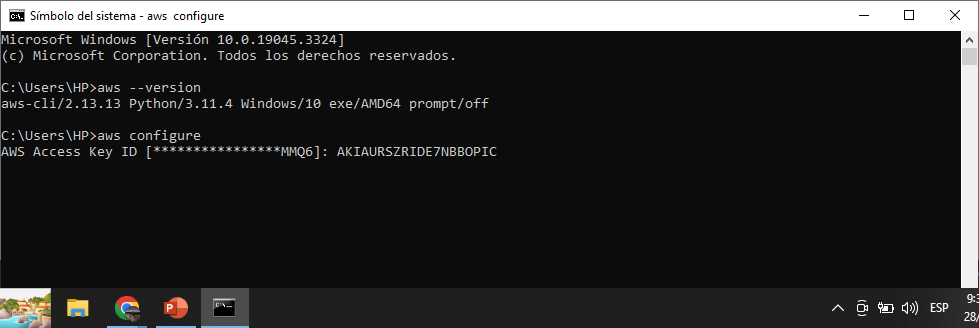 Símbolo del sistema - aws  configure
Microsoft Windows [Versión 10.0.19045.3324]
(c) Microsoft Corporation. Todos los derechos reservados.
C:\Users\HP>aws --version
aws-cli/2.13.13 Python/3.11.4 Windows/10 exe/AMD64 prompt/off
C:\Users\HP>aws configure
AWS Access Key ID [****************MMQ6]: AKIAURSZRIDE7NBBOPIC
ESP
9:3
28/